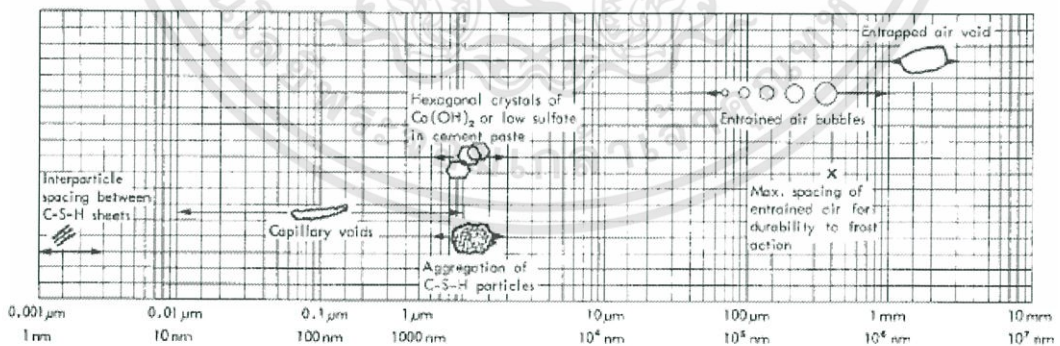 Entrapped air void
Hexagonal crystals of
Ca(OH)₂ or low sulfate
in cement paste
Entrained air bubbles
Interparticle
spacing between
C-S-H sheets
X
Max. spacing of
entrained air for
durability to frost
action
Capillary voids
Aggregation of
C-S-H particles
0.001 μm 0.01 μm 0.1 μm 1 μm 10 μm 100 μm 1 mm 10 mm
1 nm 10 nm 100 nm 1000 nm 10⁴ nm 10⁵ nm 10⁶ nm 10⁷ nm